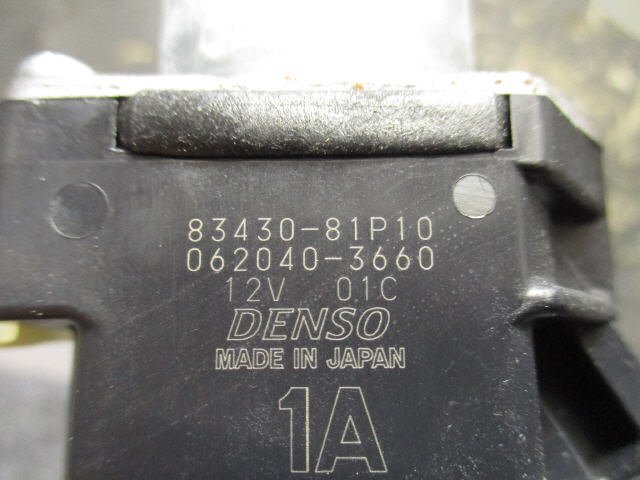 83430-81P10
062040-3660
12V 01C
DENSO
MADE IN JAPAN
1A